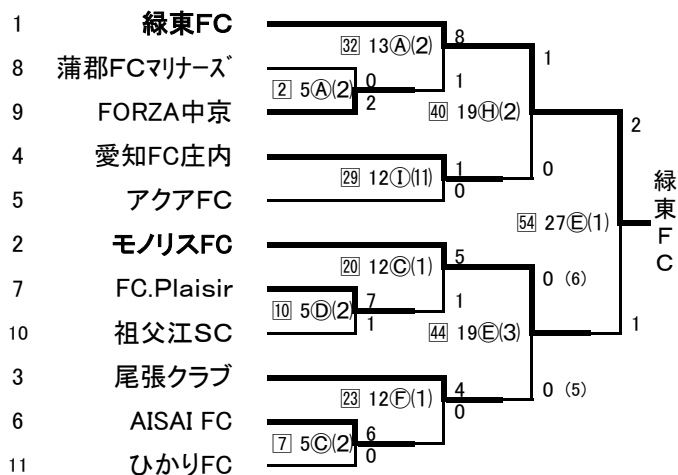 1 緑東FC
8 蒲郡FCマリナーズ
9 FORZA中京
4 愛知FC庄内
5 アクアFC
2 モノリスFC
7 FC.Plaisir
10 祖父江SC
3 尾張クラブ
6 AISAI FC
11 ひかりFC
32 13Ⓐ(2)
8
1
2 5Ⓐ(2)
0
2
40 19Ⓗ(2)
1
0
29 12Ⓘ(11)
1
0
54 27Ⓔ(1)
2
1
20 12Ⓒ(1)
5
1
10 5Ⓓ(2)
7
1
44 19Ⓔ(3)
0 (6)
0 (5)
23 12Ⓕ(1)
4
0
7 5Ⓒ(2)
6
0
緑東FC